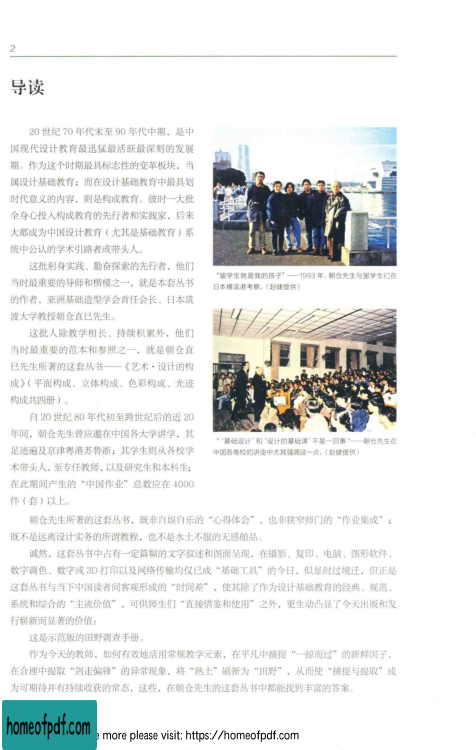 2
导读
20 世纪 70 年代末至 90 年代中期，是中
国现代设计教育最迅猛最活跃最深刻的发展
期。作为这个时期最具标志性的变革板块，当
属设计基础教育；而在设计基础教育中最具划
时代意义的内容，则是构成教育。彼时一大批
全身心投入构成教育的先行者和实践家，后来
大都成为中国设计教育（尤其是基础教育）系
统中公认的学术引路者或带头人。
这批躬身实践、勤奋探索的先行者，他们
当时最重要的导师和楷模之一，就是本套丛书
的作者，亚洲基础造型学会首任会长、日本筑
波大学教授朝仓直巳先生。
这批人除教学相长、持续积累外，他们
当时最重要的范本和参照之一，就是朝仓直
巳先生所著的这套丛书——《艺术·设计的构
成》（平面构成、立体构成、色彩构成、光迹
构成共四册）。
自 20 世纪 80 年代初至跨世纪后的近 20
年间，朝仓先生曾应邀在中国各大学讲学，其
足迹遍及京津粤港苏鲁浙；其学生则从各校学
术带头人，至专任教师，以及研究生和本科生；
在此期间产生的“中国作业”总数应在 4000
件（套）以上。
“留学生就是我的孩子”——1993 年，朝仓先生与留学生们在
日本横滨港考察。（赵健提供）
“‘基础设计’和‘设计的基础课’不是一回事”——朝仓先生在
中国各高校的讲座中尤其强调这一点。（赵健提供）
朝仓先生所著的这套丛书，既非自娱自乐的“心得体会”，也非狭窄师门的“作业集成”；
既不是远离设计实务的所谓教程，也不是水土不服的无感舶品。
诚然，这套丛书中占有一定篇幅的文字叙述和图面呈现，在摄影、复印、电脑、图形软件、
数字调色、数字或 3D 打印以及网络传输均仅已成“基础工具”的今日，似显时过境迁，但正是
这套丛书与当下中国读者间客观形成的“时间差”，使其除了作为设计基础教育的经典、规范、
系统和综合的“主流价值”，可供师生们“直接借鉴和使用”之外，更生动凸显了今天出版和发
行崭新而显著的价值：
这是示范版的田野调查手册。
作为今天的教师，如何有效地活用常规教学元素，在平凡中捕捉“一掠而过”的新鲜因子，
在合理中提取“剑走偏锋”的异常现象，将“熟土”刷新为“田野”，从而使“捕捉与提取”成
为可期待并有持续收获的常态，这些，在朝仓先生的这套丛书中都能找到丰富的答案。
homeofpdf.com
e more please visit: https://homeofpdf.com